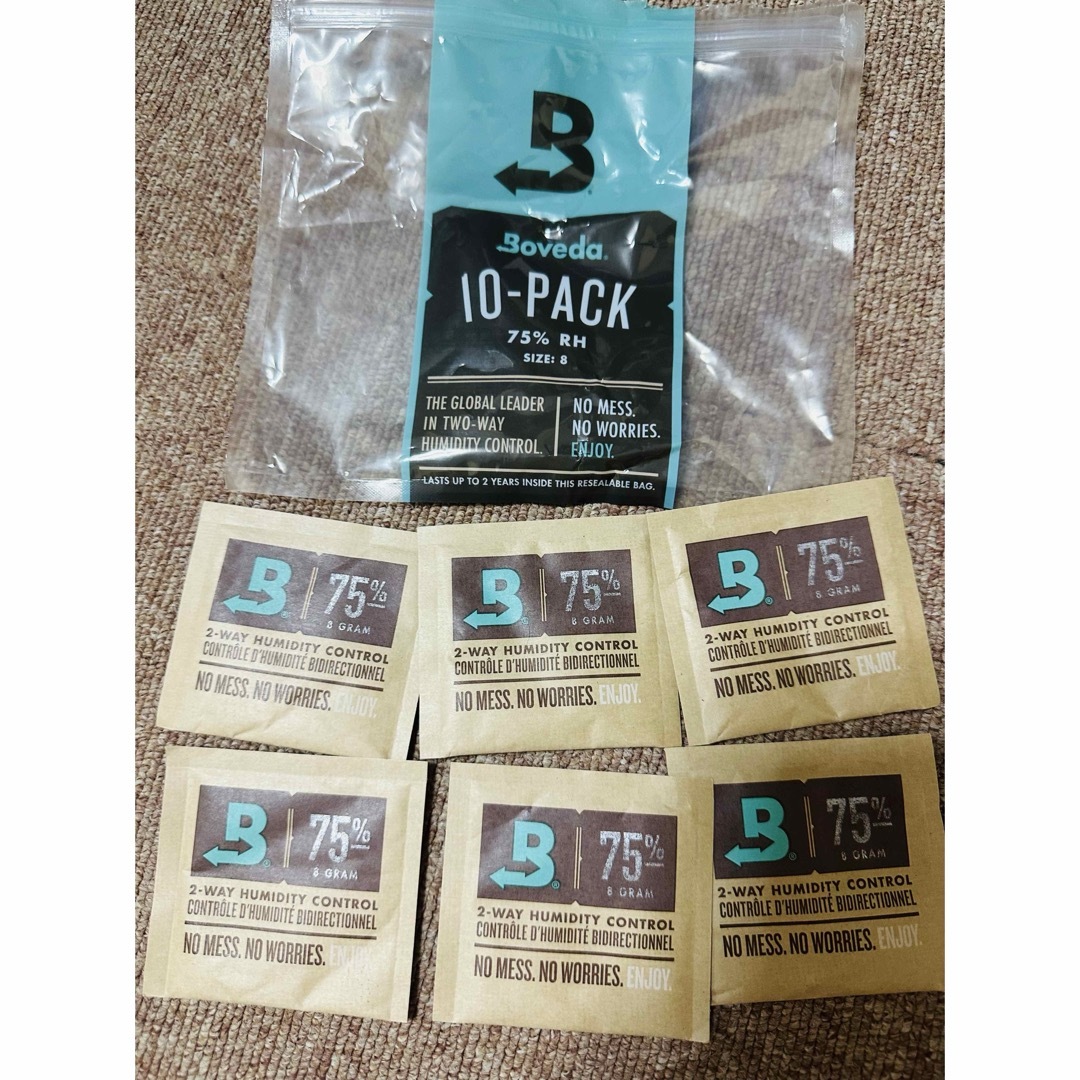 B
Boveda
10-PACK
75% RH
SIZE: 8
THE GLOBAL LEADER
IN TWO-WAY
HUMIDITY CONTROL.
NO MESS.
NO WORRIES.
ENJOY.
LASTS UP TO 2 YEARS INSIDE THIS RESEALABLE BAG.
B 75%
8 GRAM
2-WAY HUMIDITY CONTROL
CONTRÔLE D'HUMIDITÉ BIDIRECTIONNEL
NO MESS. NO WORRIES. ENJOY.
B 75%
8 GRAM
2-WAY HUMIDITY CONTROL
CONTRÔLE D'HUMIDITÉ BIDIRECTIONNEL
NO MESS. NO WORRIES. ENJOY.
B 75%
8 GRAM
2-WAY HUMIDITY CONTROL
CONTRÔLE D'HUMIDITÉ BIDIRECTIONNEL
NO MESS. NO WORRIES. ENJOY.
B 75%
8 GRAM
2-WAY HUMIDITY CONTROL
CONTRÔLE D'HUMIDITÉ BIDIRECTIONNEL
NO MESS. NO WORRIES. ENJOY.
B 75%
8 GRAM
2-WAY HUMIDITY CONTROL
CONTRÔLE D'HUMIDITÉ BIDIRECTIONNEL
NO MESS. NO WORRIES. ENJOY.
B 75%
8 GRAM
2-WAY HUMIDITY CONTROL
CONTRÔLE D'HUMIDITÉ BIDIRECTIONNEL
NO MESS. NO WORRIES. ENJOY.